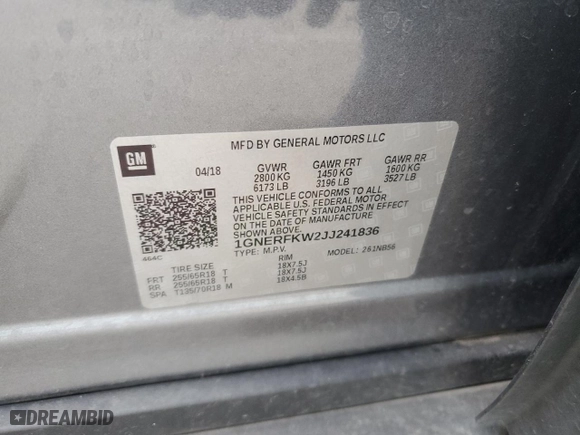 GM
MFD BY GENERAL MOTORS LLC
04/18 GVWR GAWR FRT GAWR RR
2800 KG 1450 KG 1600 KG
6173 LB 3196 LB 3527 LB
THIS VEHICLE CONFORMS TO ALL APPLICABLE
U.S. FEDERAL MOTOR VEHICLE SAFETY
STANDARDS IN EFFECT ON THE
DATE OF MANUFACTURE
SHOWN ABOVE.
1GNERFKW2JJ241836
TYPE: M.P.V. MODEL: 261NB56
464C
TIRE SIZE RIM
FRT 255/65R18 T 18X7.5J
RR 255/65R18 T 18X7.5J
SPA T135/70R18 M 18X4.5B
DREAMBID